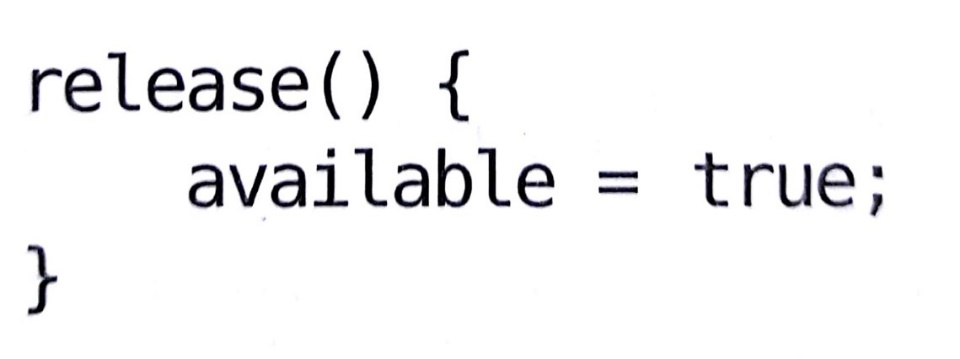 release() {
    available = true;
}